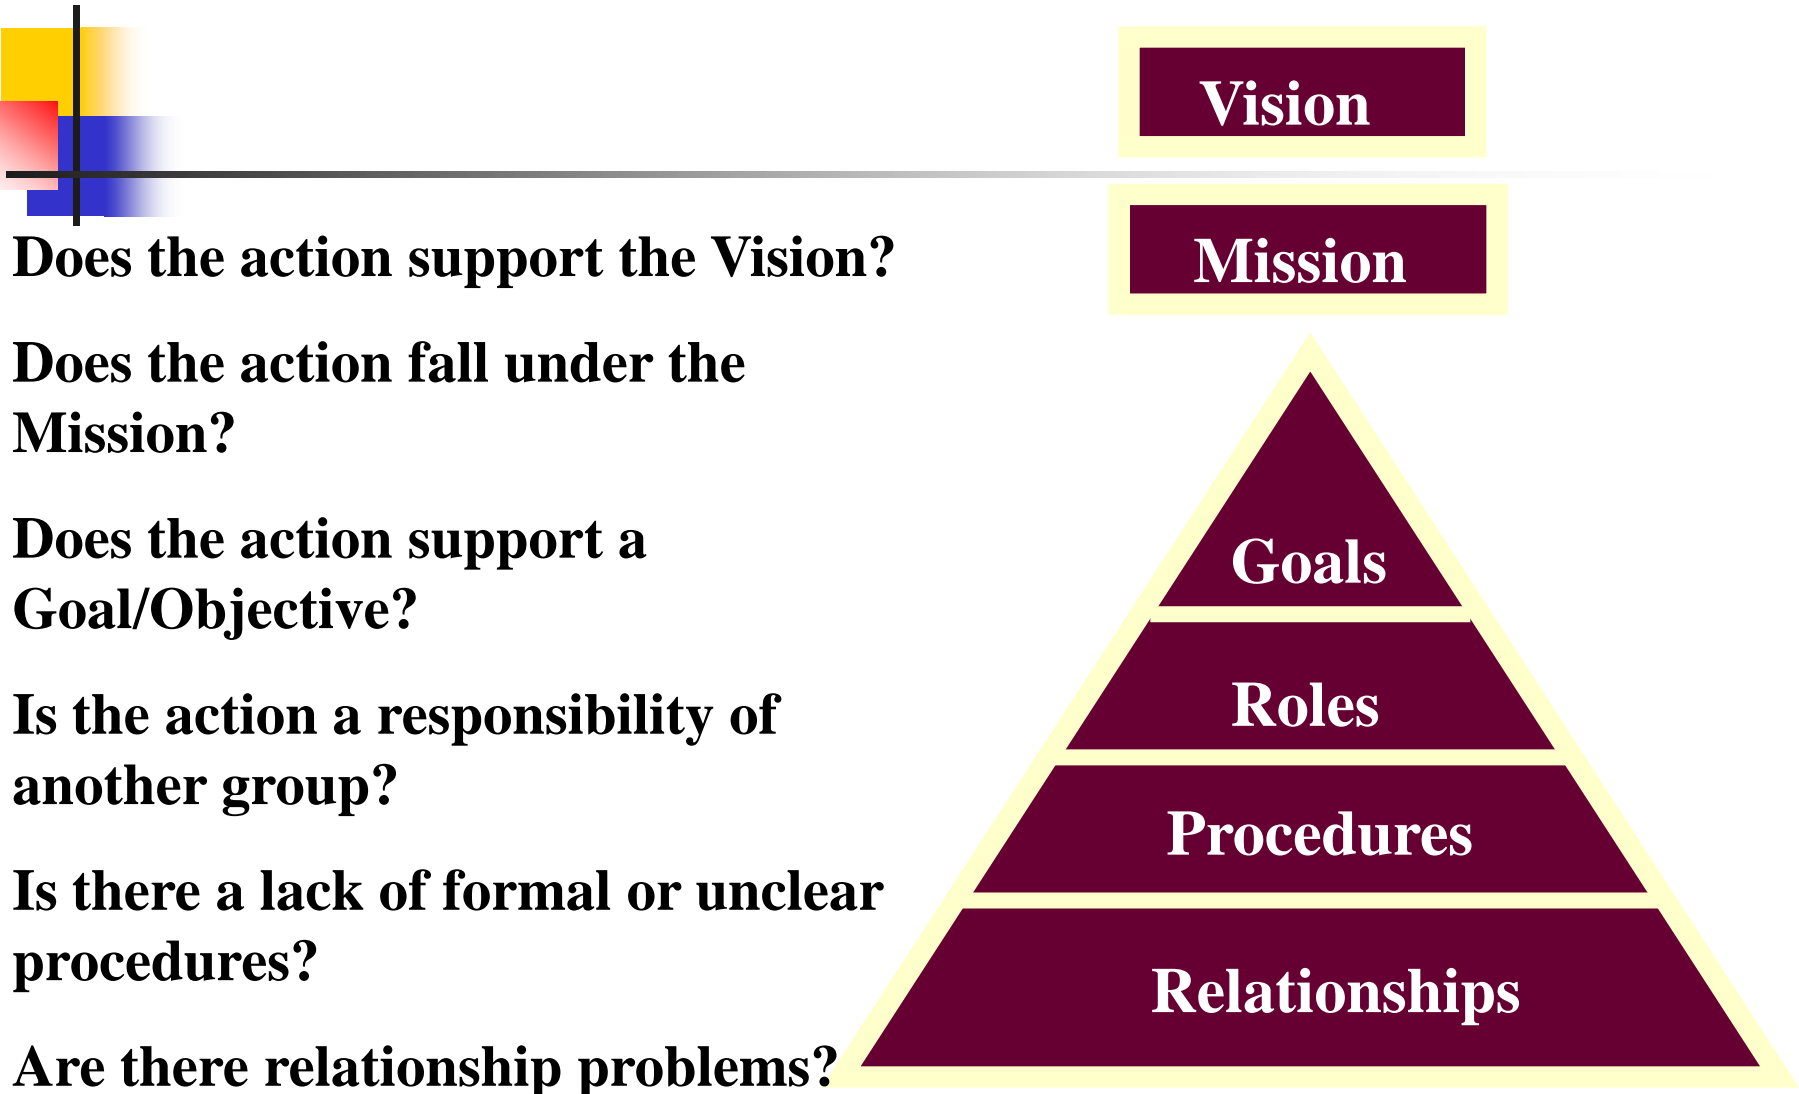 Vision
Mission
Does the action support the Vision?
Does the action fall under the
Mission?
Does the action support a
Goal/Objective?
Is the action a responsibility of
another group?
Is there a lack of formal or unclear
procedures?
Are there relationship problems?
Goals
Roles
Procedures
Relationships